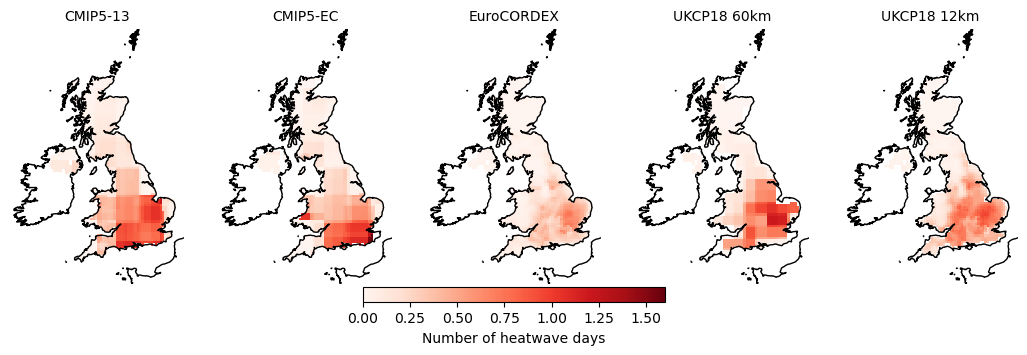 CMIP5-13 CMIP5-EC EuroCORDEX UKCP18 60km UKCP18 12km
0.00 0.25 0.50 0.75 1.00 1.25 1.50
Number of heatwave days